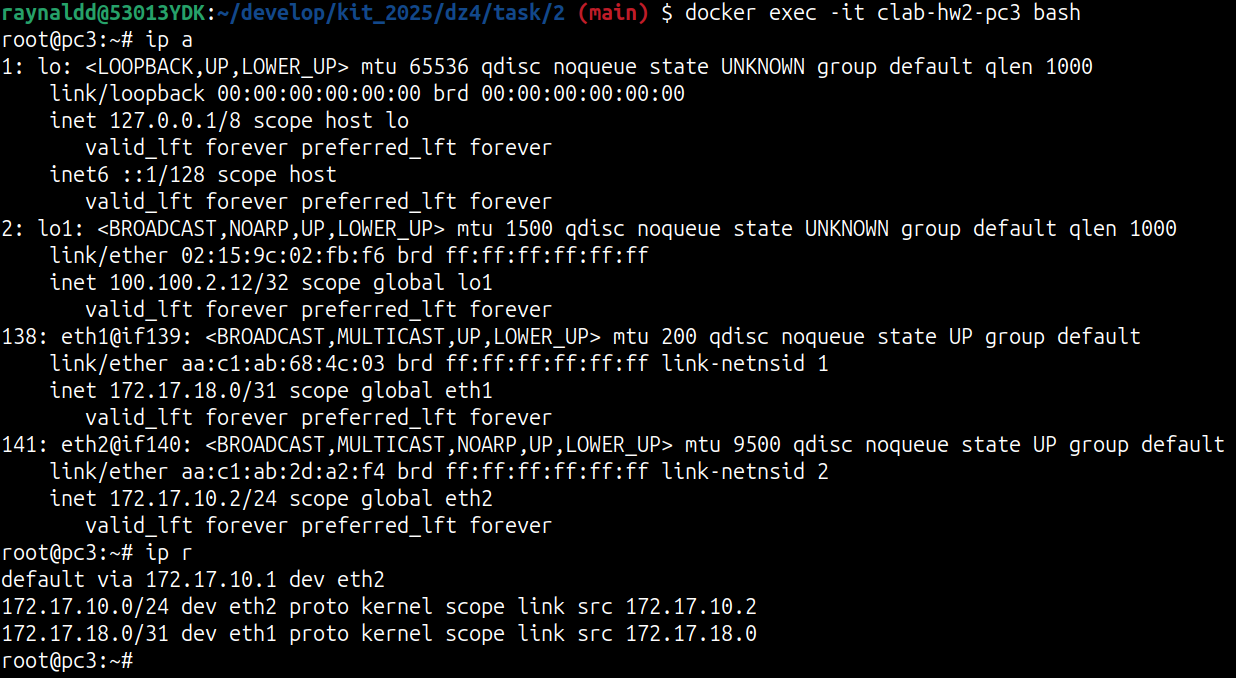 raynaldd@53013YDK:~/develop/kit_2025/dz4/task/2 (main) $ docker exec -it clab-hw2-pc3 bash
root@pc3:~# ip a
1: lo: <LOOPBACK,UP,LOWER_UP> mtu 65536 qdisc noqueue state UNKNOWN group default qlen 1000
    link/loopback 00:00:00:00:00:00 brd 00:00:00:00:00:00
    inet 127.0.0.1/8 scope host lo
       valid_lft forever preferred_lft forever
    inet6 ::1/128 scope host
       valid_lft forever preferred_lft forever
2: lo1: <BROADCAST,NOARP,UP,LOWER_UP> mtu 1500 qdisc noqueue state UNKNOWN group default qlen 1000
    link/ether 02:15:9c:02:fb:f6 brd ff:ff:ff:ff:ff:ff
    inet 100.100.2.12/32 scope global lo1
       valid_lft forever preferred_lft forever
138: eth1@if139: <BROADCAST,MULTICAST,UP,LOWER_UP> mtu 200 qdisc noqueue state UP group default
    link/ether aa:c1:ab:68:4c:03 brd ff:ff:ff:ff:ff:ff link-netnsid 1
    inet 172.17.18.0/31 scope global eth1
       valid_lft forever preferred_lft forever
141: eth2@if140: <BROADCAST,MULTICAST,NOARP,UP,LOWER_UP> mtu 9500 qdisc noqueue state UP group default
    link/ether aa:c1:ab:2d:a2:f4 brd ff:ff:ff:ff:ff:ff link-netnsid 2
    inet 172.17.10.2/24 scope global eth2
       valid_lft forever preferred_lft forever
root@pc3:~# ip r
default via 172.17.10.1 dev eth2
172.17.10.0/24 dev eth2 proto kernel scope link src 172.17.10.2
172.17.18.0/31 dev eth1 proto kernel scope link src 172.17.18.0
root@pc3:~#